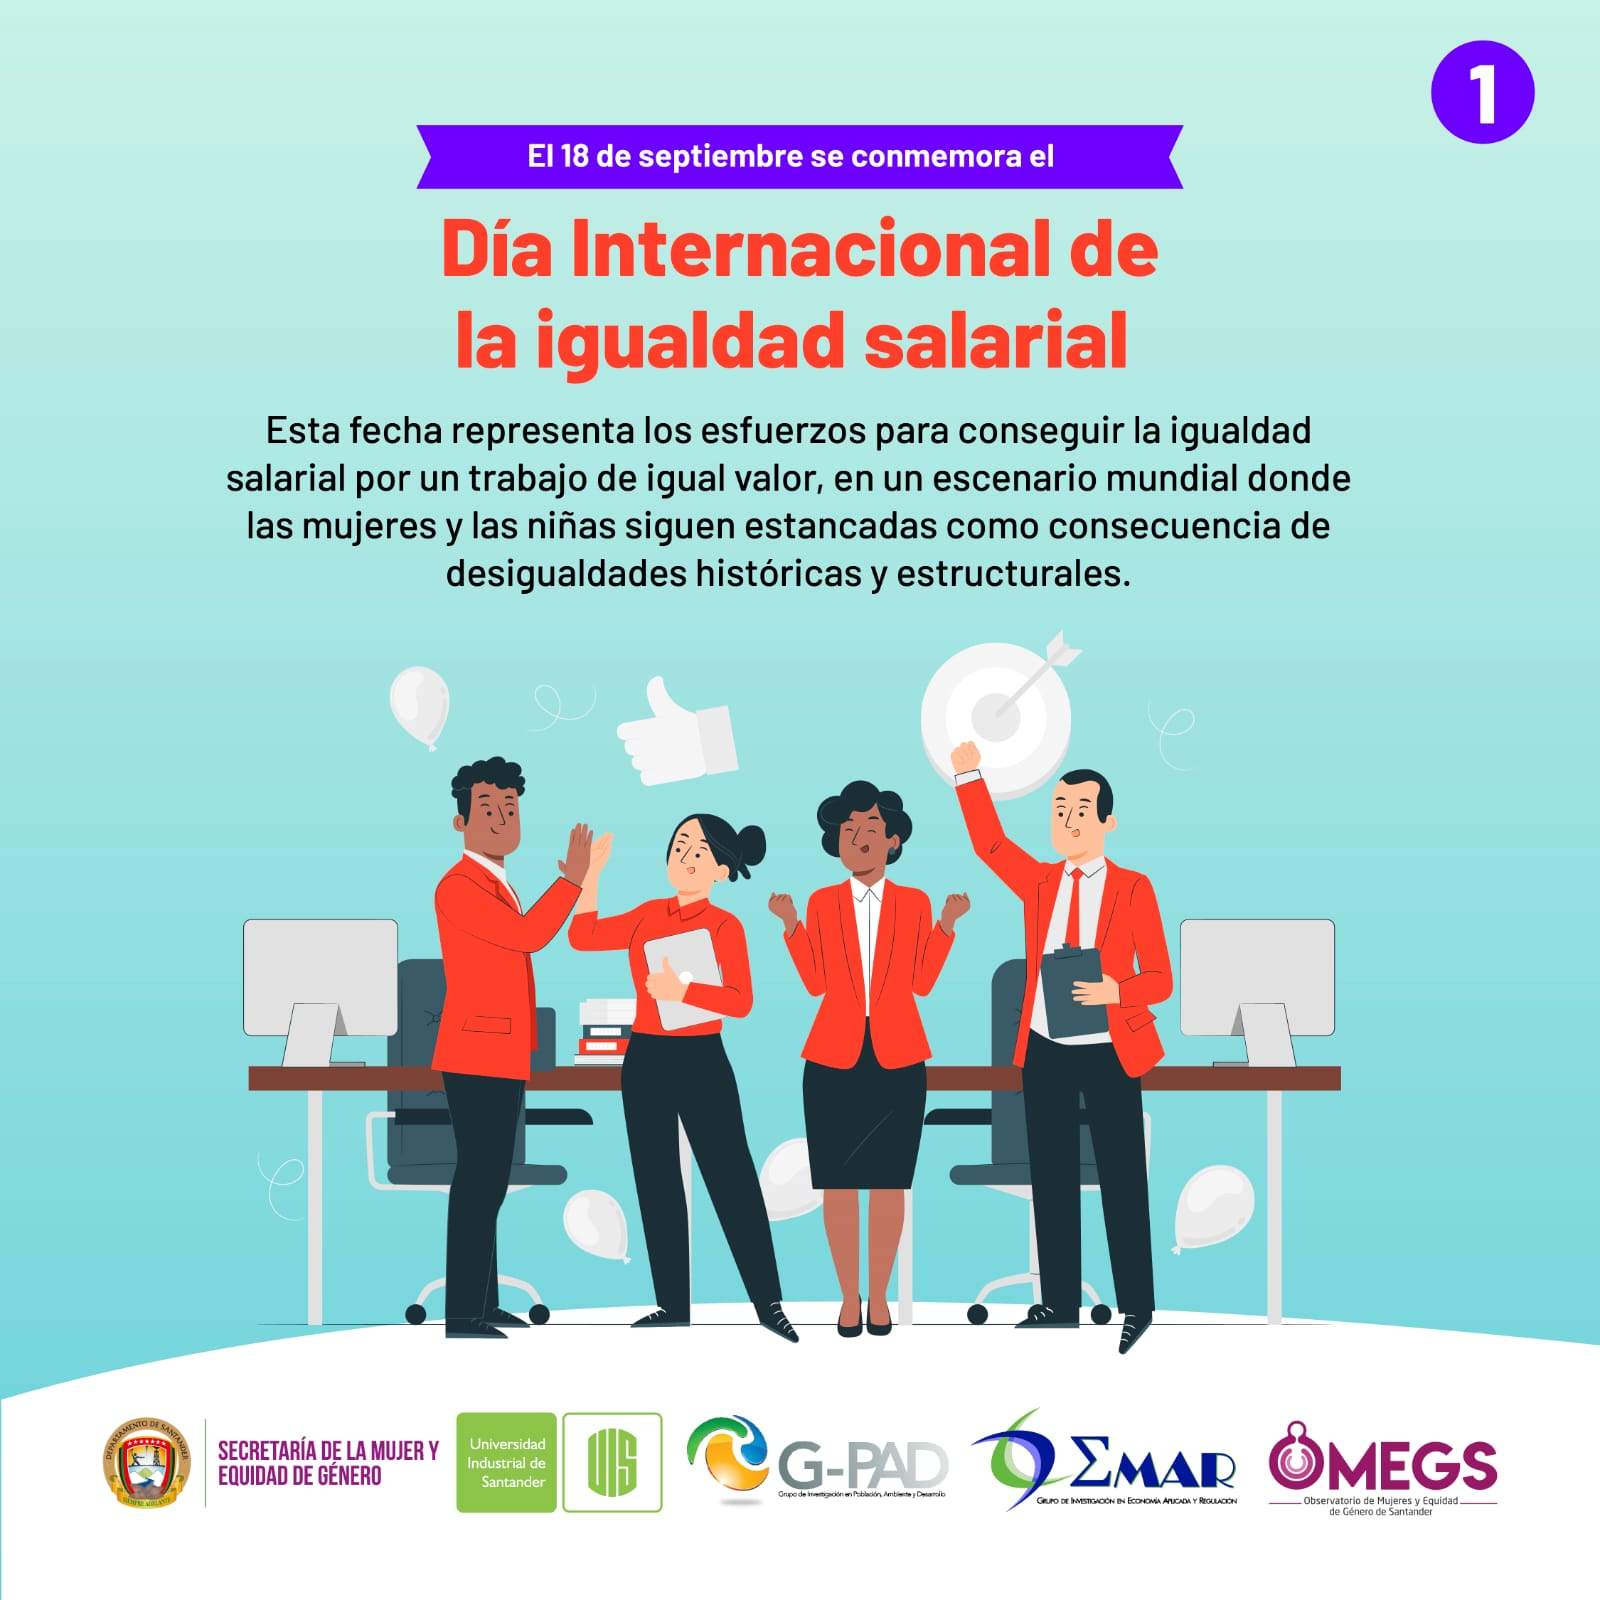 1
El 18 de septiembre se conmemora el
Día Internacional de
la igualdad salarial
Esta fecha representa los esfuerzos para conseguir la igualdad
salarial por un trabajo de igual valor, en un escenario mundial donde
las mujeres y las niñas siguen estancadas como consecuencia de
desigualdades históricas y estructurales.
DEPARTAMENTO DE SANTANDER
SIEMPRE ADELANTE
SECRETARÍA DE LA MUJER Y
EQUIDAD DE GÉNERO
Universidad
Industrial de
Santander
UIS
G-PAD
Grupo de Investigación en Población, Ambiente y Desarrollo
ΣMAR
GRUPO DE INVESTIGACIÓN EN ECONOMÍA APLICADA Y REGULACIÓN
OMEGS
Observatorio de Mujeres y Equidad
de Género de Santander